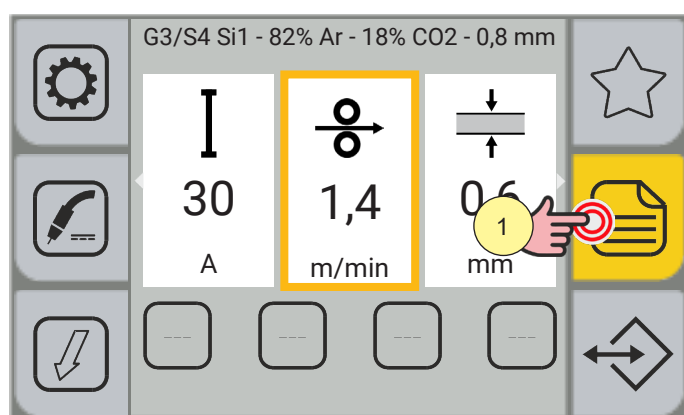 G3/S4 Si1 - 82% Ar - 18% CO2 - 0,8 mm
30
1,4
0,6
1
A
m/min
mm
---
---
---
---